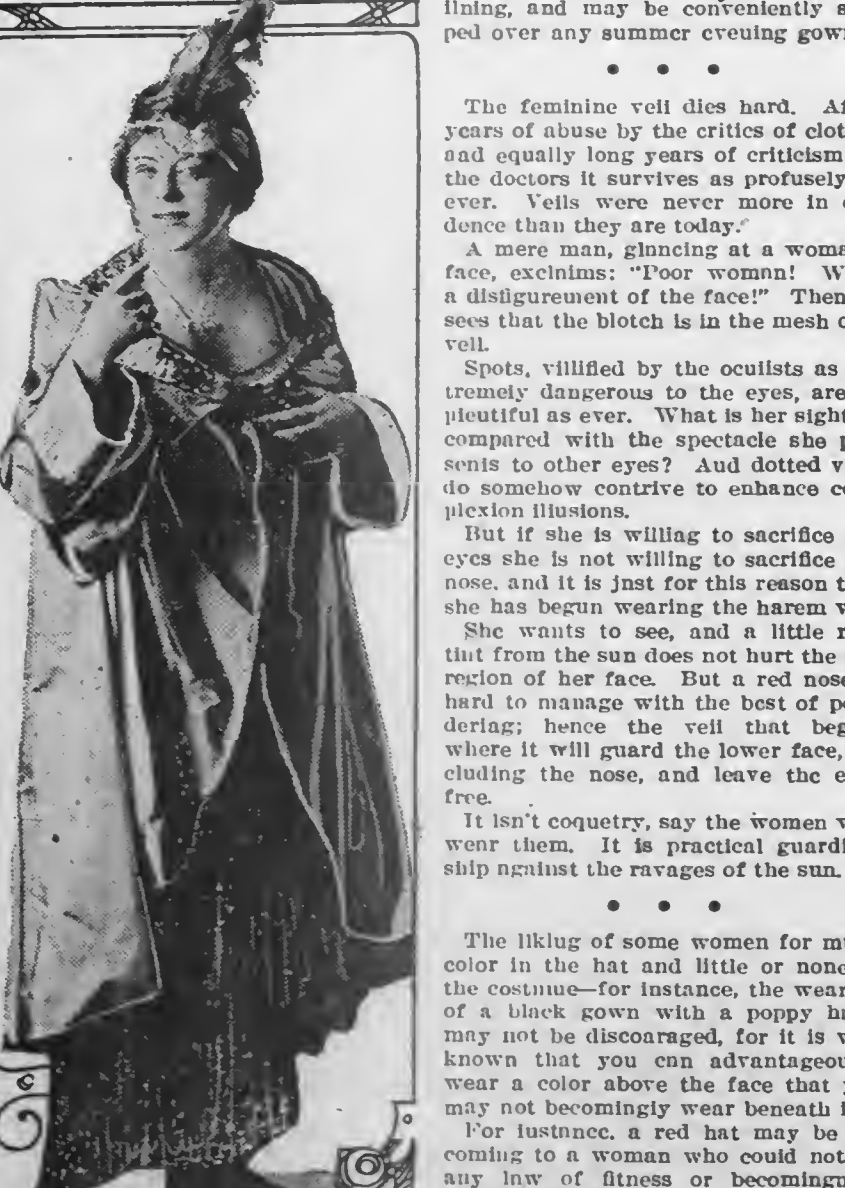 lining, and may be conveniently s
ped over any summer evening gow
• • •
The feminine veil dies hard. Af
years of abuse by the critics of clot
and equally long years of criticism
the doctors it survives as profusely
ever. Veils were never more in e
dence than they are today.
A mere man, glancing at a woma
face, exclaims: "Poor woman! W
a disfigurement of the face!" Then
sees that the blotch is in the mesh o
veil.
Spots, villified by the oculists as
tremely dangerous to the eyes, are
plentiful as ever. What is her sight
compared with the spectacle she p
sents to other eyes? And dotted v
do somehow contrive to enhance co
plexion illusions.
But if she is willing to sacrifice
eyes she is not willing to sacrifice
nose, and it is just for this reason t
she has begun wearing the harem v
She wants to see, and a little r
tint from the sun does not hurt the
region of her face. But a red nose
hard to manage with the best of po
dering; hence the veil that beg
where it will guard the lower face,
cluding the nose, and leave the e
free.
It isn't coquetry, say the women w
wear them. It is practical guardi
ship against the ravages of the sun.
• • •
The liking of some women for mu
color in the hat and little or none
the costume—for instance, the wear
of a black gown with a poppy h
may not be discouraged, for it is w
known that you can advantageou
wear a color above the face that y
may not becomingly wear beneath i
For instance, a red hat may be
coming to a woman who could not
any law of fitness or becomingn